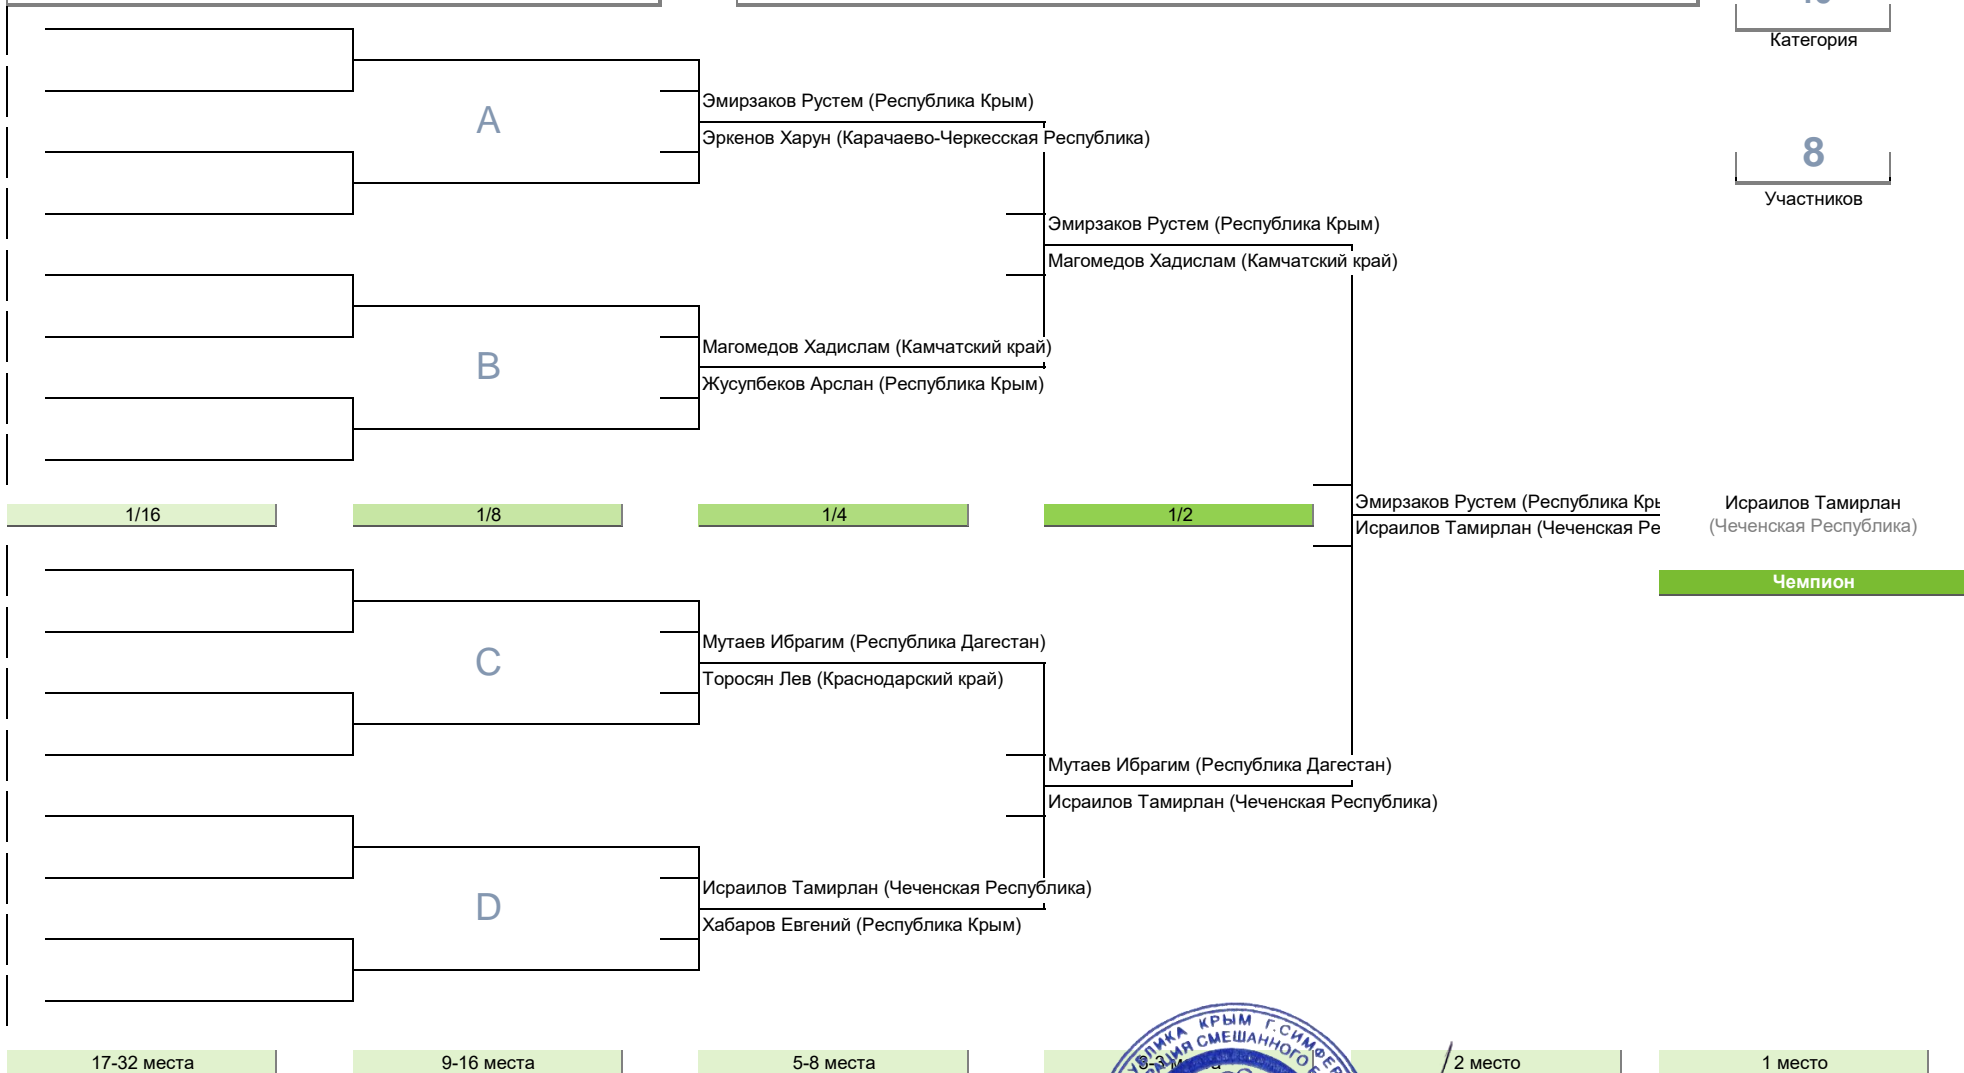 Категория
A
Эмирзаков Рустем (Республика Крым)
Эркенов Харун (Карачаево-Черкесская Республика)
8
Участников
Эмирзаков Рустем (Республика Крым)
Магомедов Хадислам (Камчатский край)
B
Магомедов Хадислам (Камчатский край)
Жусупбеков Арслан (Республика Крым)
1/16
1/8
1/4
1/2
Эмирзаков Рустем (Республика Кры
Исраилов Тамирлан (Чеченская Ре
Исраилов Тамирлан
(Чеченская Республика)
Чемпион
C
Мутаев Ибрагим (Республика Дагестан)
Торосян Лев (Краснодарский край)
Мутаев Ибрагим (Республика Дагестан)
Исраилов Тамирлан (Чеченская Республика)
D
Исраилов Тамирлан (Чеченская Республика)
Хабаров Евгений (Республика Крым)
КРЫМ Г.СИМФЕР
СМЕШАННОГО
17-32 места
9-16 места
5-8 места
2 место
1 место